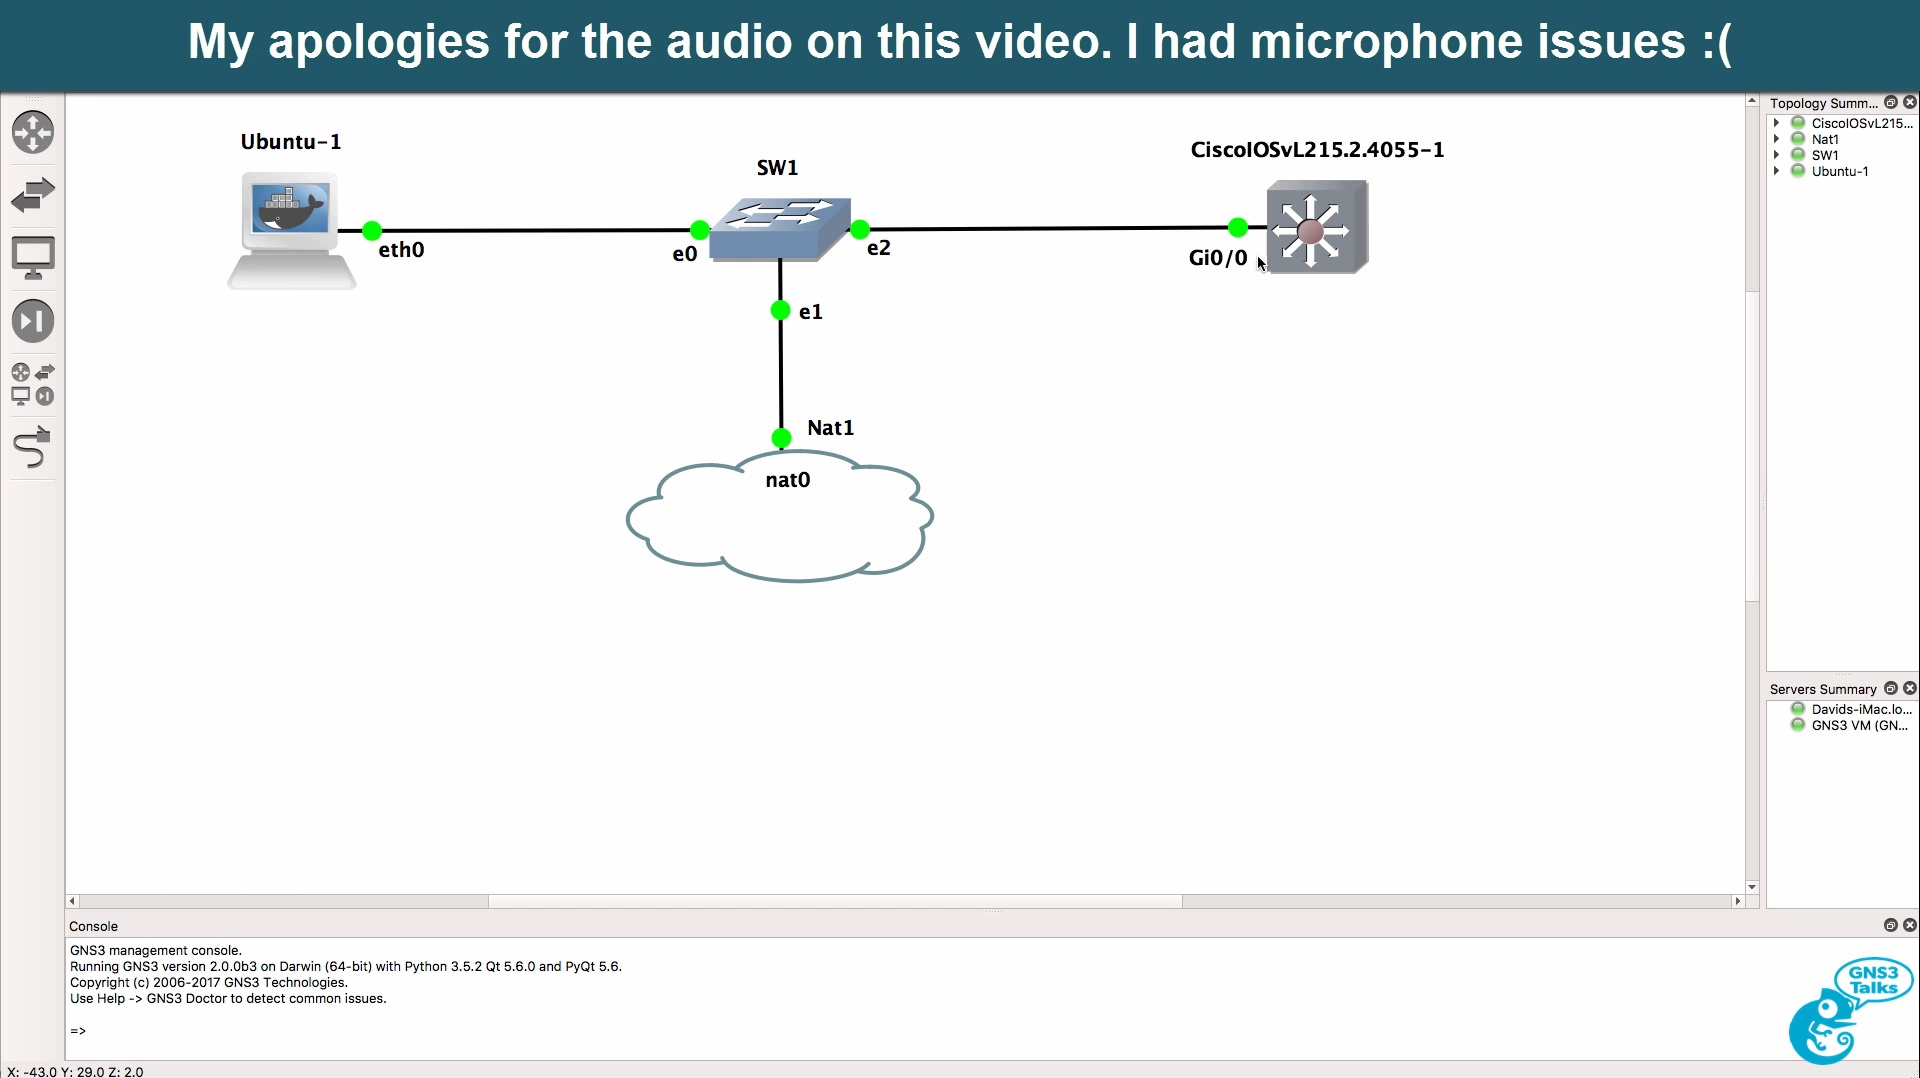 My apologies for the audio on this video. I had microphone issues :(
Topology Summ...
CiscoIOSvL215...
Nat1
SW1
Ubuntu-1
Ubuntu-1
SW1
CiscoIOSvL215.2.4055-1
eth0
e0
e2
Gi0/0
e1
Nat1
nat0
Servers Summary
Davids-iMac.lo...
GNS3 VM (GN...
Console
GNS3 management console.
Running GNS3 version 2.0.0b3 on Darwin (64-bit) with Python 3.5.2 Qt 5.6.0 and PyQt 5.6.
Copyright (c) 2006-2017 GNS3 Technologies.
Use Help -> GNS3 Doctor to detect common issues.
=>
GNS3
Talks
X: -43.0 Y: 29.0 Z: 2.0